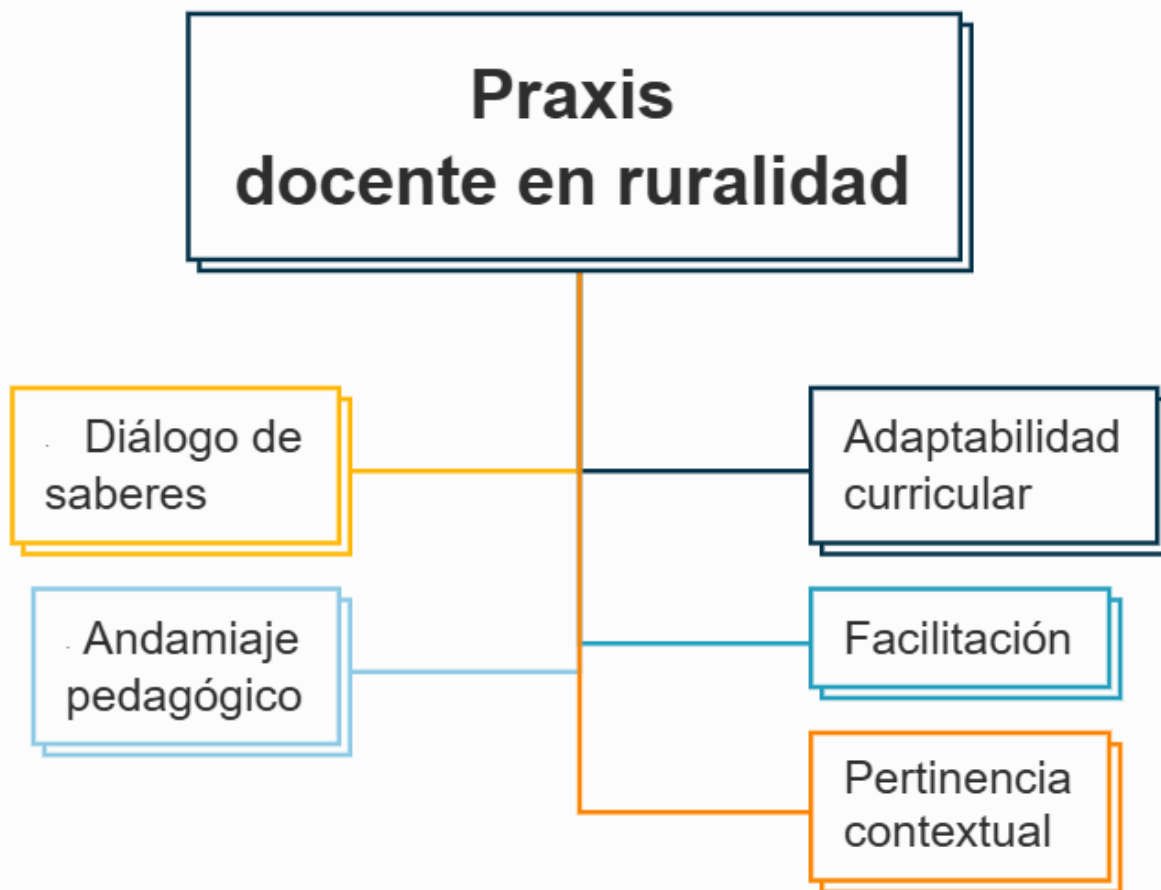 Praxis
docente en ruralidad
Diálogo de
saberes
Adaptabilidad
curricular
Andamiaje
pedagógico
Facilitación
Pertinencia
contextual